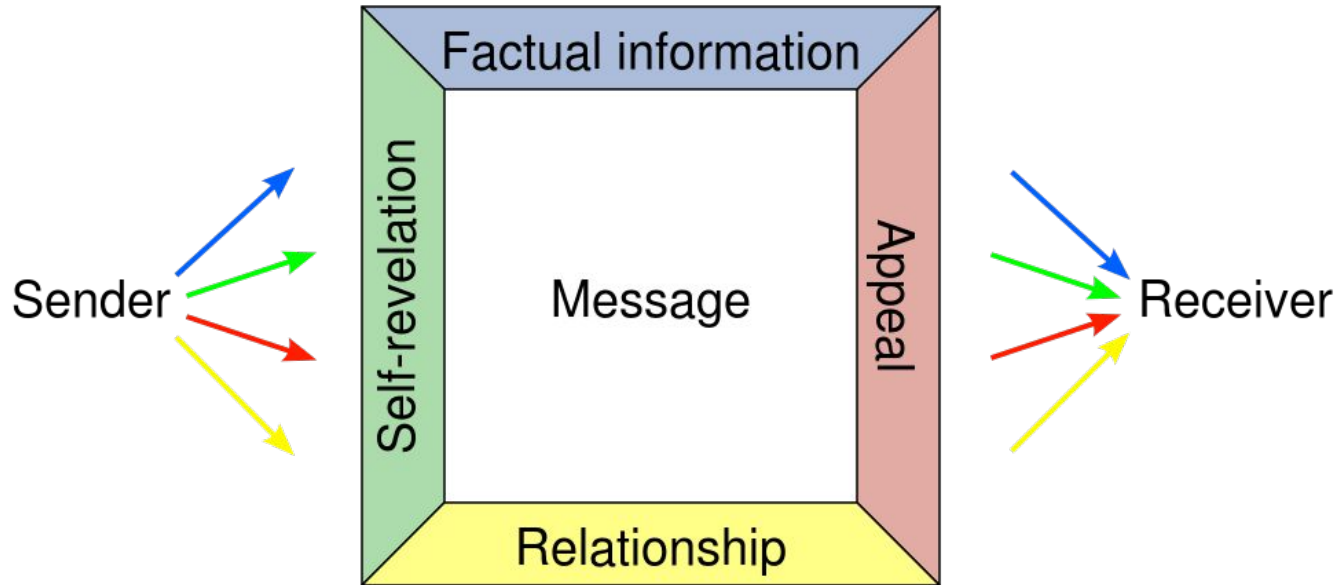 Factual information
Self-revelation
Sender
Message
Appeal
Receiver
Relationship